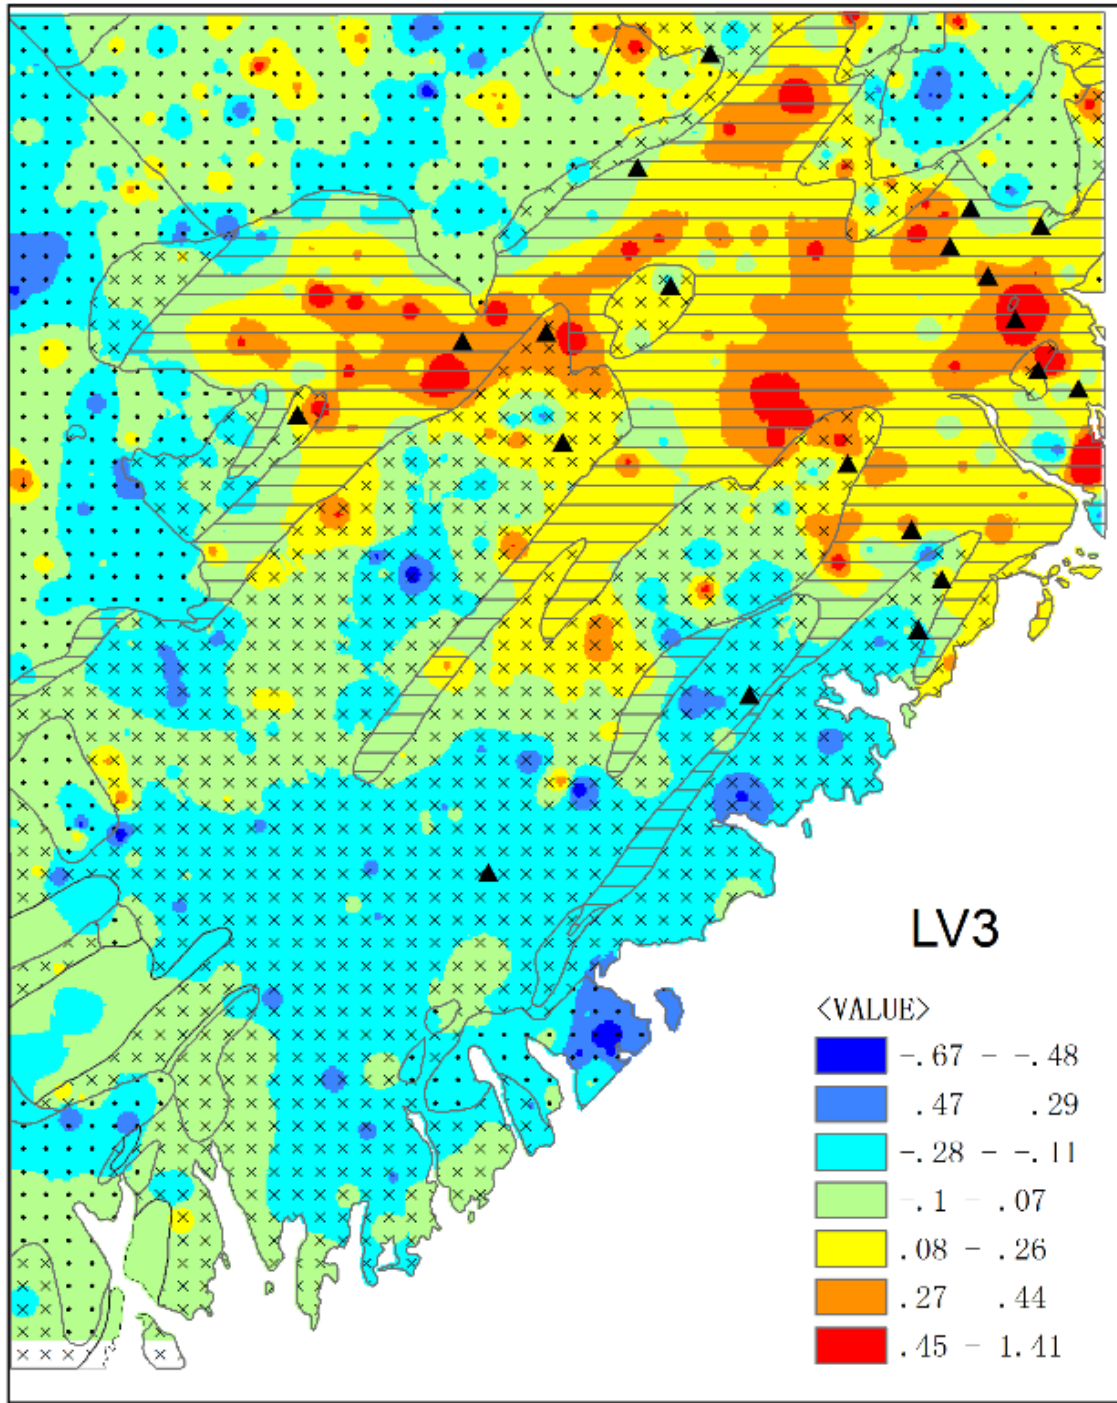 LV3
<VALUE>
-.67 - -.48
.47 .29
-.28 - -.11
-.1 - .07
.08 - .26
.27 .44
.45 - 1.41